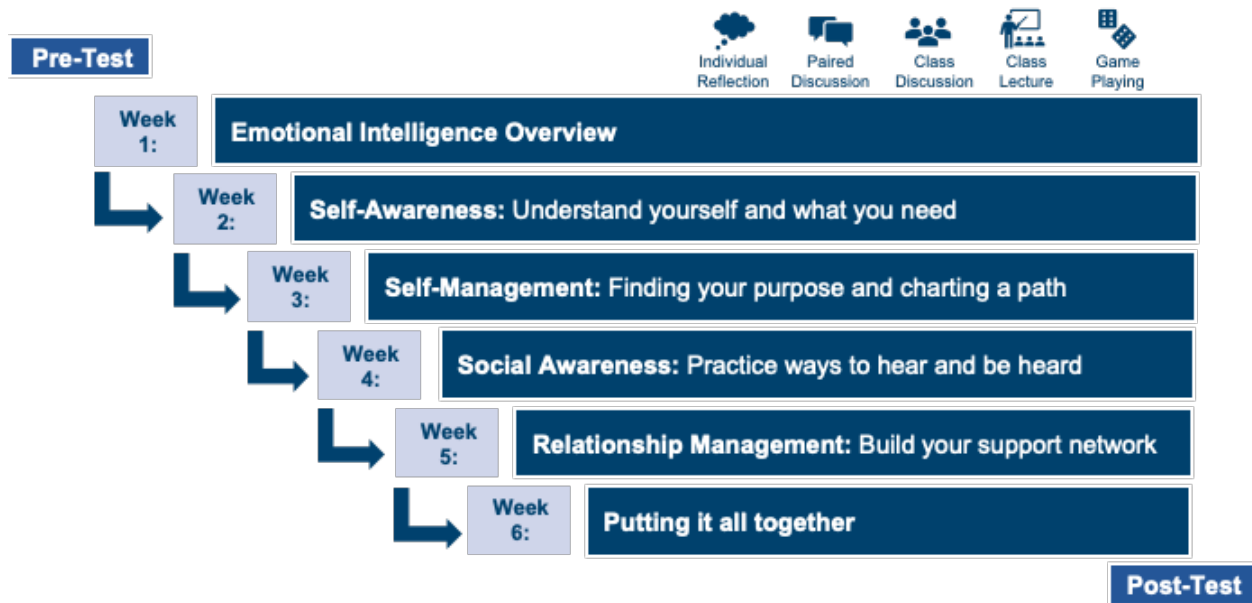 Pre-Test
Individual Reflection
Paired Discussion
Class Discussion
Class Lecture
Game Playing
Week 1:
Emotional Intelligence Overview
Week 2:
Self-Awareness: Understand yourself and what you need
Week 3:
Self-Management: Finding your purpose and charting a path
Week 4:
Social Awareness: Practice ways to hear and be heard
Week 5:
Relationship Management: Build your support network
Week 6:
Putting it all together
Post-Test